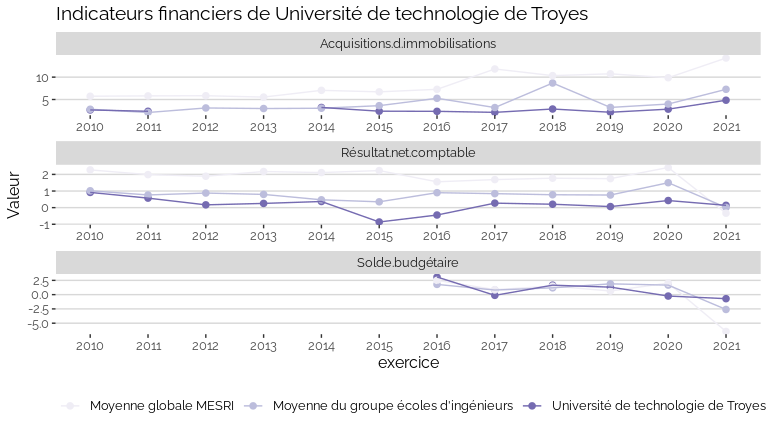 Indicateurs financiers de Université de technologie de Troyes
Acquisitions.d.immobilisations
10
5
2010 2011 2012 2013 2014 2015 2016 2017 2018 2019 2020 2021
Résultat.net.comptable
2
1
0
-1
2010 2011 2012 2013 2014 2015 2016 2017 2018 2019 2020 2021
Valeur
Solde.budgétaire
2.5
0.0
-2.5
-5.0
2010 2011 2012 2013 2014 2015 2016 2017 2018 2019 2020 2021
exercice
Moyenne globale MESRI Moyenne du groupe écoles d'ingénieurs Université de technologie de Troyes